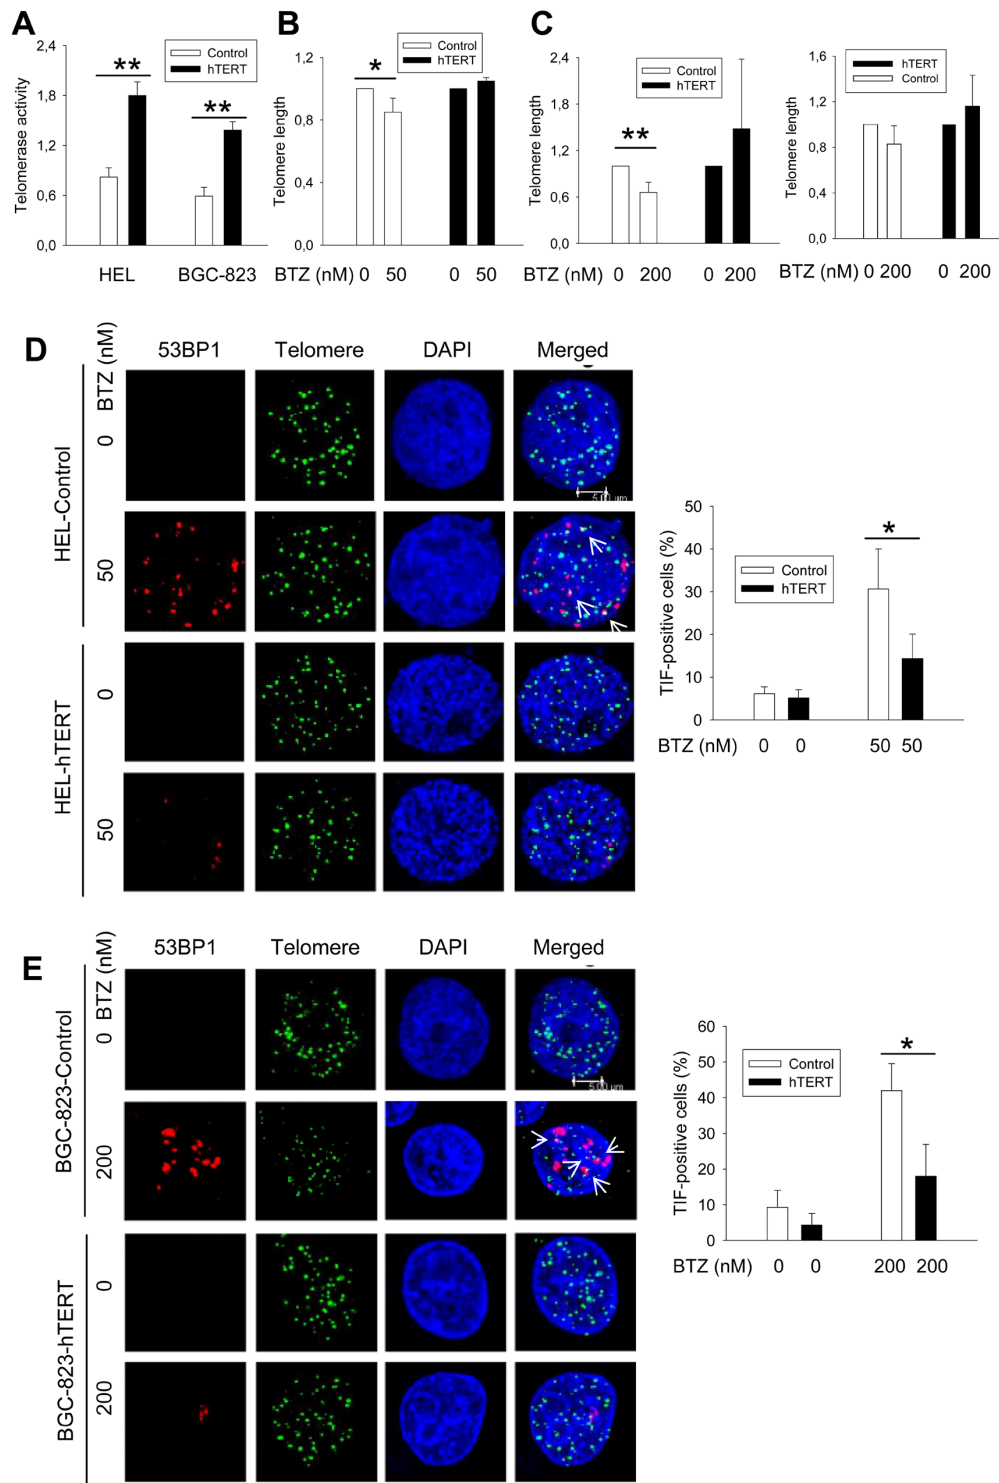 A
2,4
1,8
1,2
0,6
0,0
Telomerase activity
Control
hTERT
**
**
HEL BGC-823
B
1,2
0,8
0,4
0,0
Telomere length
Control
hTERT
*
BTZ (nM) 0 50 0 50
C
2,4
1,8
1,2
0,6
0,0
Telomere length
Control
hTERT
**
BTZ (nM) 0 200 0 200
1,6
1,2
0,8
0,4
0,0
Telomere length
hTERT
Control
BTZ (nM) 0 200 0 200
D
BTZ (nM)
53BP1 Telomere DAPI Merged
HEL-Control
0
5.00 µm
50
HEL-hTERT
0
50
50
40
30
20
10
0
TIF-positive cells (%)
Control
hTERT
*
BTZ (nM) 0 0 50 50
E
BTZ (nM)
53BP1 Telomere DAPI Merged
BGC-823-Control
0
5.00 µm
200
BGC-823-hTERT
0
200
60
50
40
30
20
10
0
TIF-positive cells (%)
Control
hTERT
*
BTZ (nM) 0 0 200 200